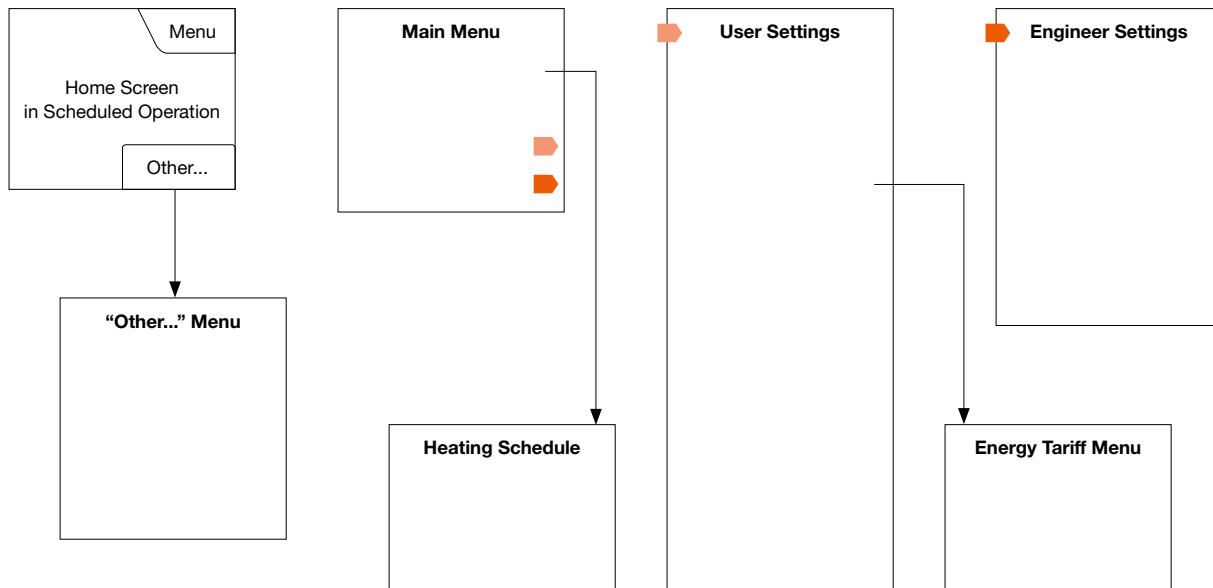 Menu
Home Screen
in Scheduled Operation
Other...
“Other...” Menu
Main Menu
Heating Schedule
User Settings
Energy Tariff Menu
Engineer Settings